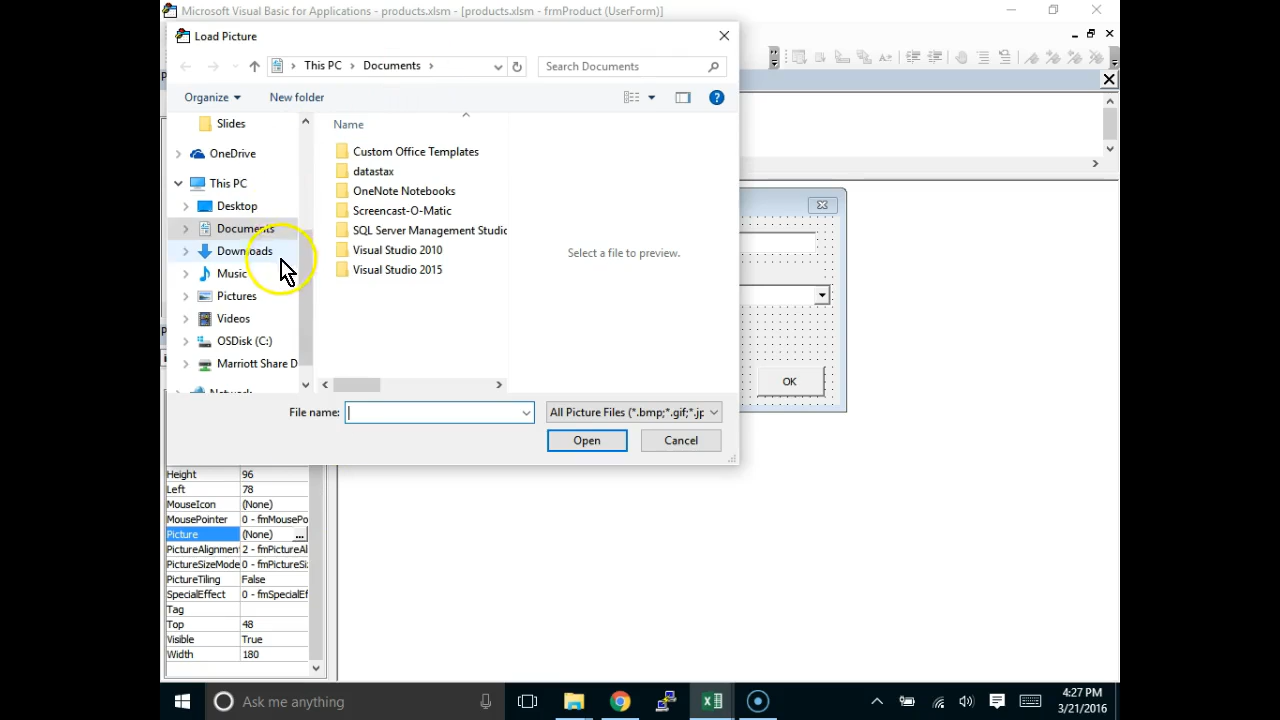 Microsoft Visual Basic for Applications - products.xlsm - [products.xlsm - frmProduct (UserForm)]
Load Picture
This PC > Documents >
Search Documents
Organize
New folder
Name
Slides
OneDrive
This PC
Desktop
Documents
Downloads
Music
Pictures
Videos
OSDisk (C:)
Marriott Share D
Network
Custom Office Templates
datastax
OneNote Notebooks
Screencast-O-Matic
SQL Server Management Studio
Visual Studio 2010
Visual Studio 2015
Select a file to preview.
File name:
All Picture Files (*.bmp;*.gif;*.jp
Open
Cancel
OK
Height 96
Left 78
MouseIcon (None)
MousePointer 0 - fmMousePo
Picture (None) ...
PictureAlignment 2 - fmPictureAl
PictureSizeMode 0 - fmPictureSi
PictureTiling False
SpecialEffect 0 - fmSpecialEf
Tag
Top 48
Visible True
Width 180
Ask me anything
4:27 PM
3/21/2016